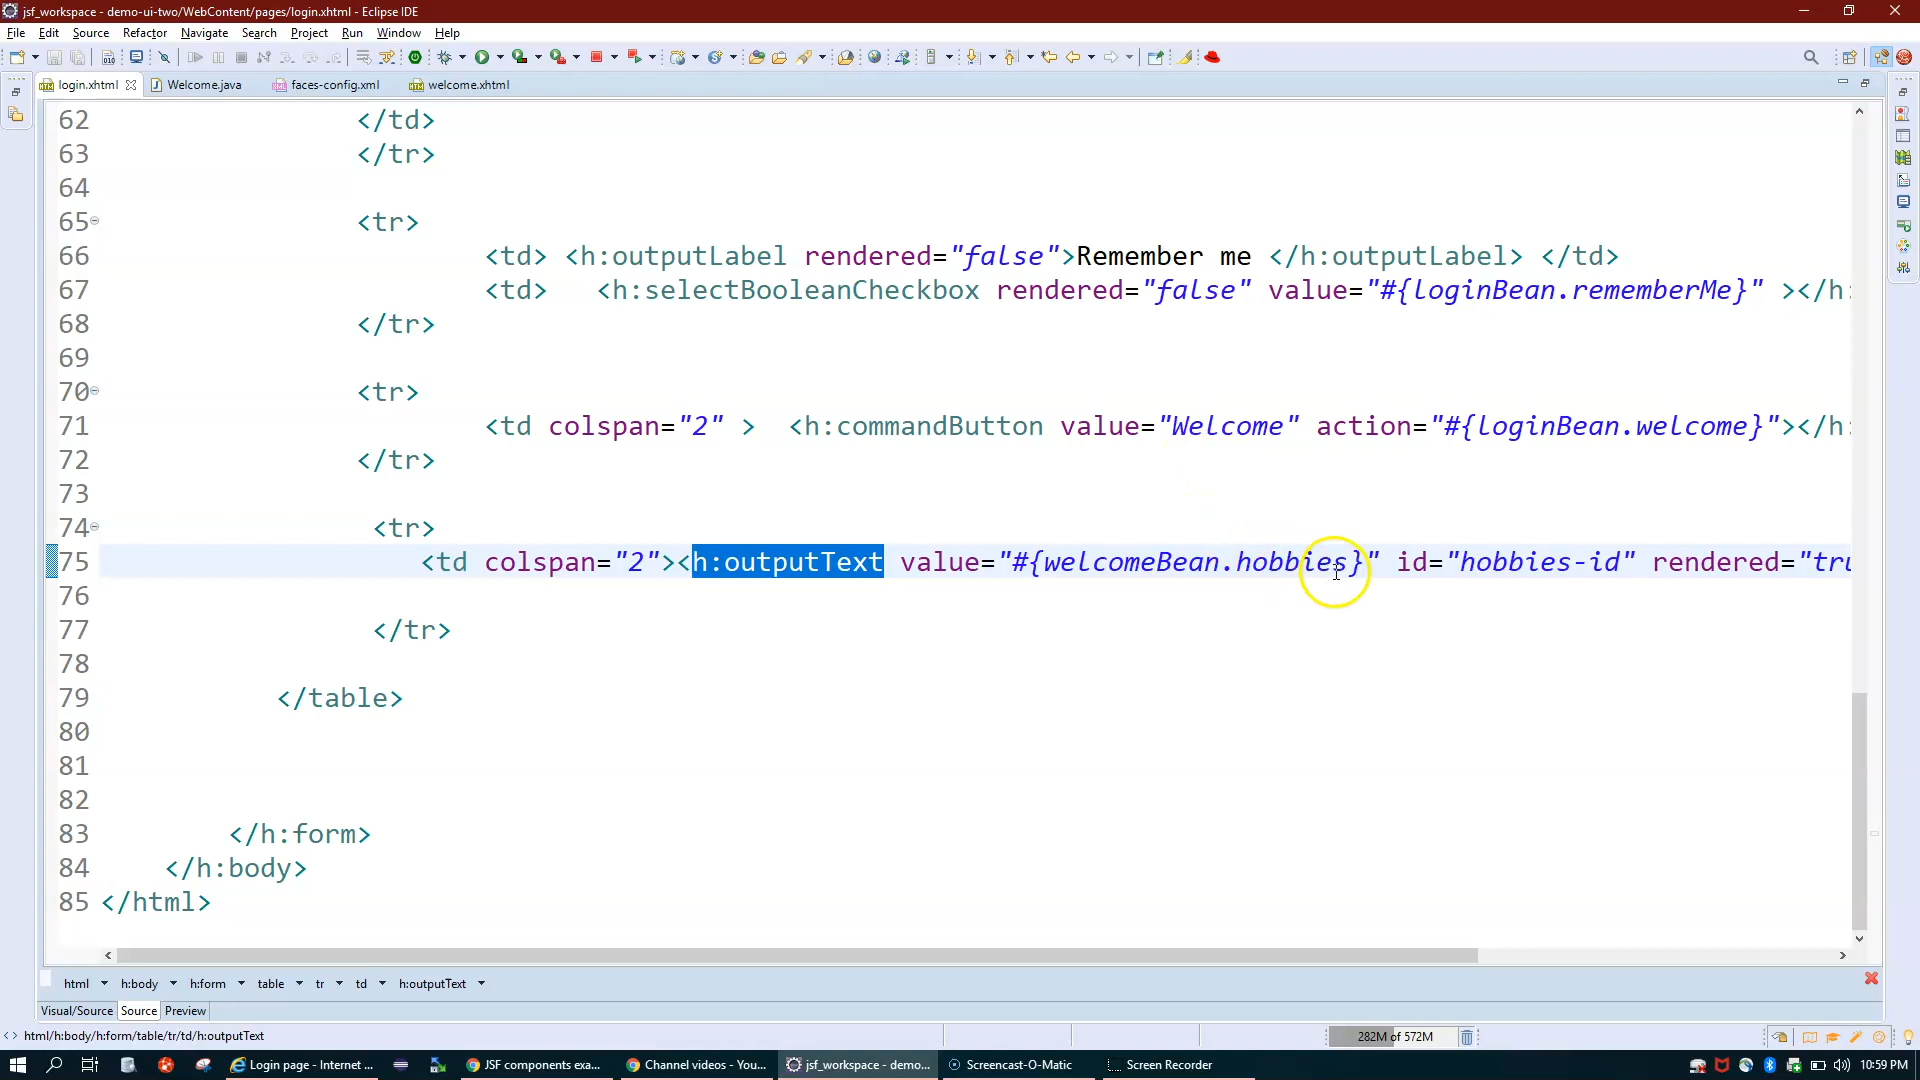 jsf_workspace - demo-ui-two/WebContent/pages/login.xhtml - Eclipse IDE
File Edit Source Refactor Navigate Search Project Run Window Help
login.xhtml Welcome.java faces-config.xml welcome.xhtml
62 </td>
63 </tr>
64
65 <tr>
66 <td> <h:outputLabel rendered="false">Remember me </h:outputLabel> </td>
67 <td> <h:selectBooleanCheckbox rendered="false" value="#{loginBean.rememberMe}" ></h:
68 </tr>
69
70 <tr>
71 <td colspan="2" > <h:commandButton value="Welcome" action="#{loginBean.welcome}"></h:
72 </tr>
73
74 <tr>
75 <td colspan="2"><h:outputText value="#{welcomeBean.hobbies}" id="hobbies-id" rendered="tru
76
77 </tr>
78
79 </table>
80
81
82
83 </h:form>
84 </h:body>
85 </html>
html h:body h:form table tr td h:outputText
Visual/Source Source Preview
html/h:body/h:form/table/tr/td/h:outputText 282M of 572M
Login page - Internet ... JSF components exa... Channel videos - You... jsf_workspace - demo... Screencast-O-Matic Screen Recorder 10:59 PM